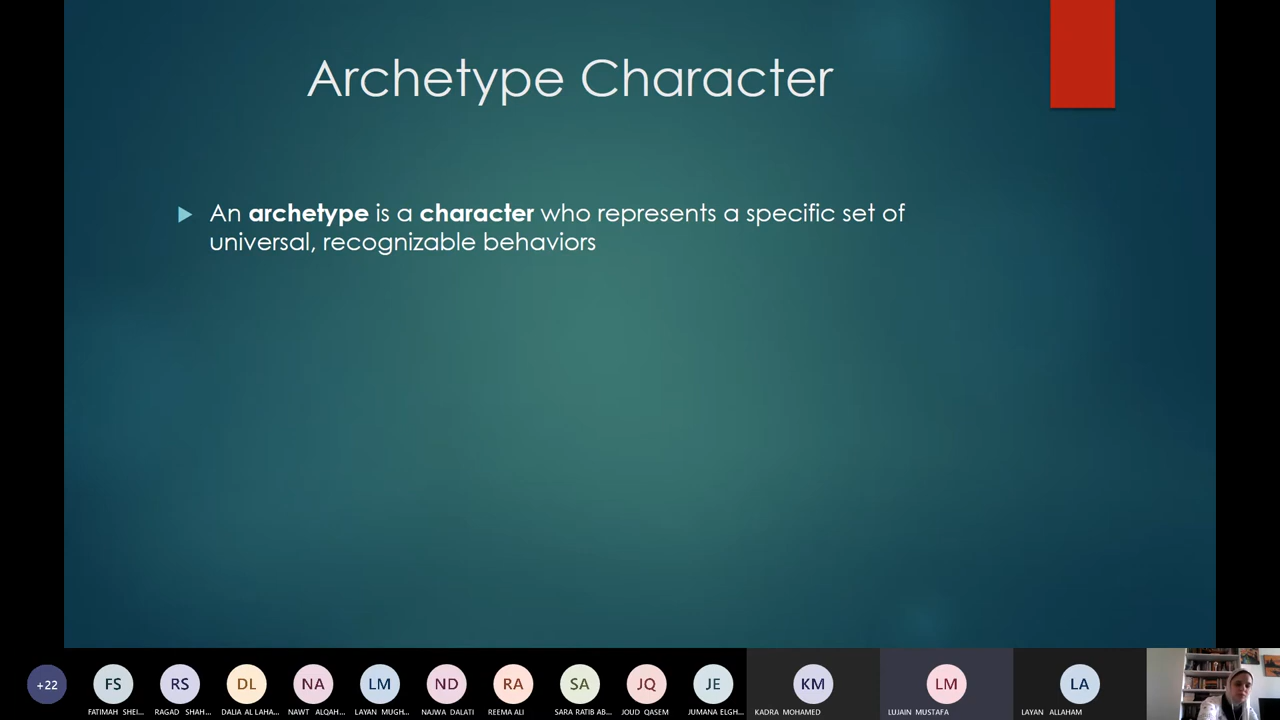 Archetype Character
An archetype is a character who represents a specific set of
universal, recognizable behaviors
+22
FS
RS
DL
NA
LM
ND
RA
SA
JQ
JE
KM
LM
LA
FATIMAH SHEI...
RAGAD SHAH...
DALIA AL LAHA...
NAWT ALQAH...
LAYAN MUGH...
NAJWA DALATI
REEMA ALI
SARA RATIB AB...
JOUD QASEM
JUMANA ELGH...
KADRA MOHAMED
LUJAIN MUSTAFA
LAYAN ALLAHAM